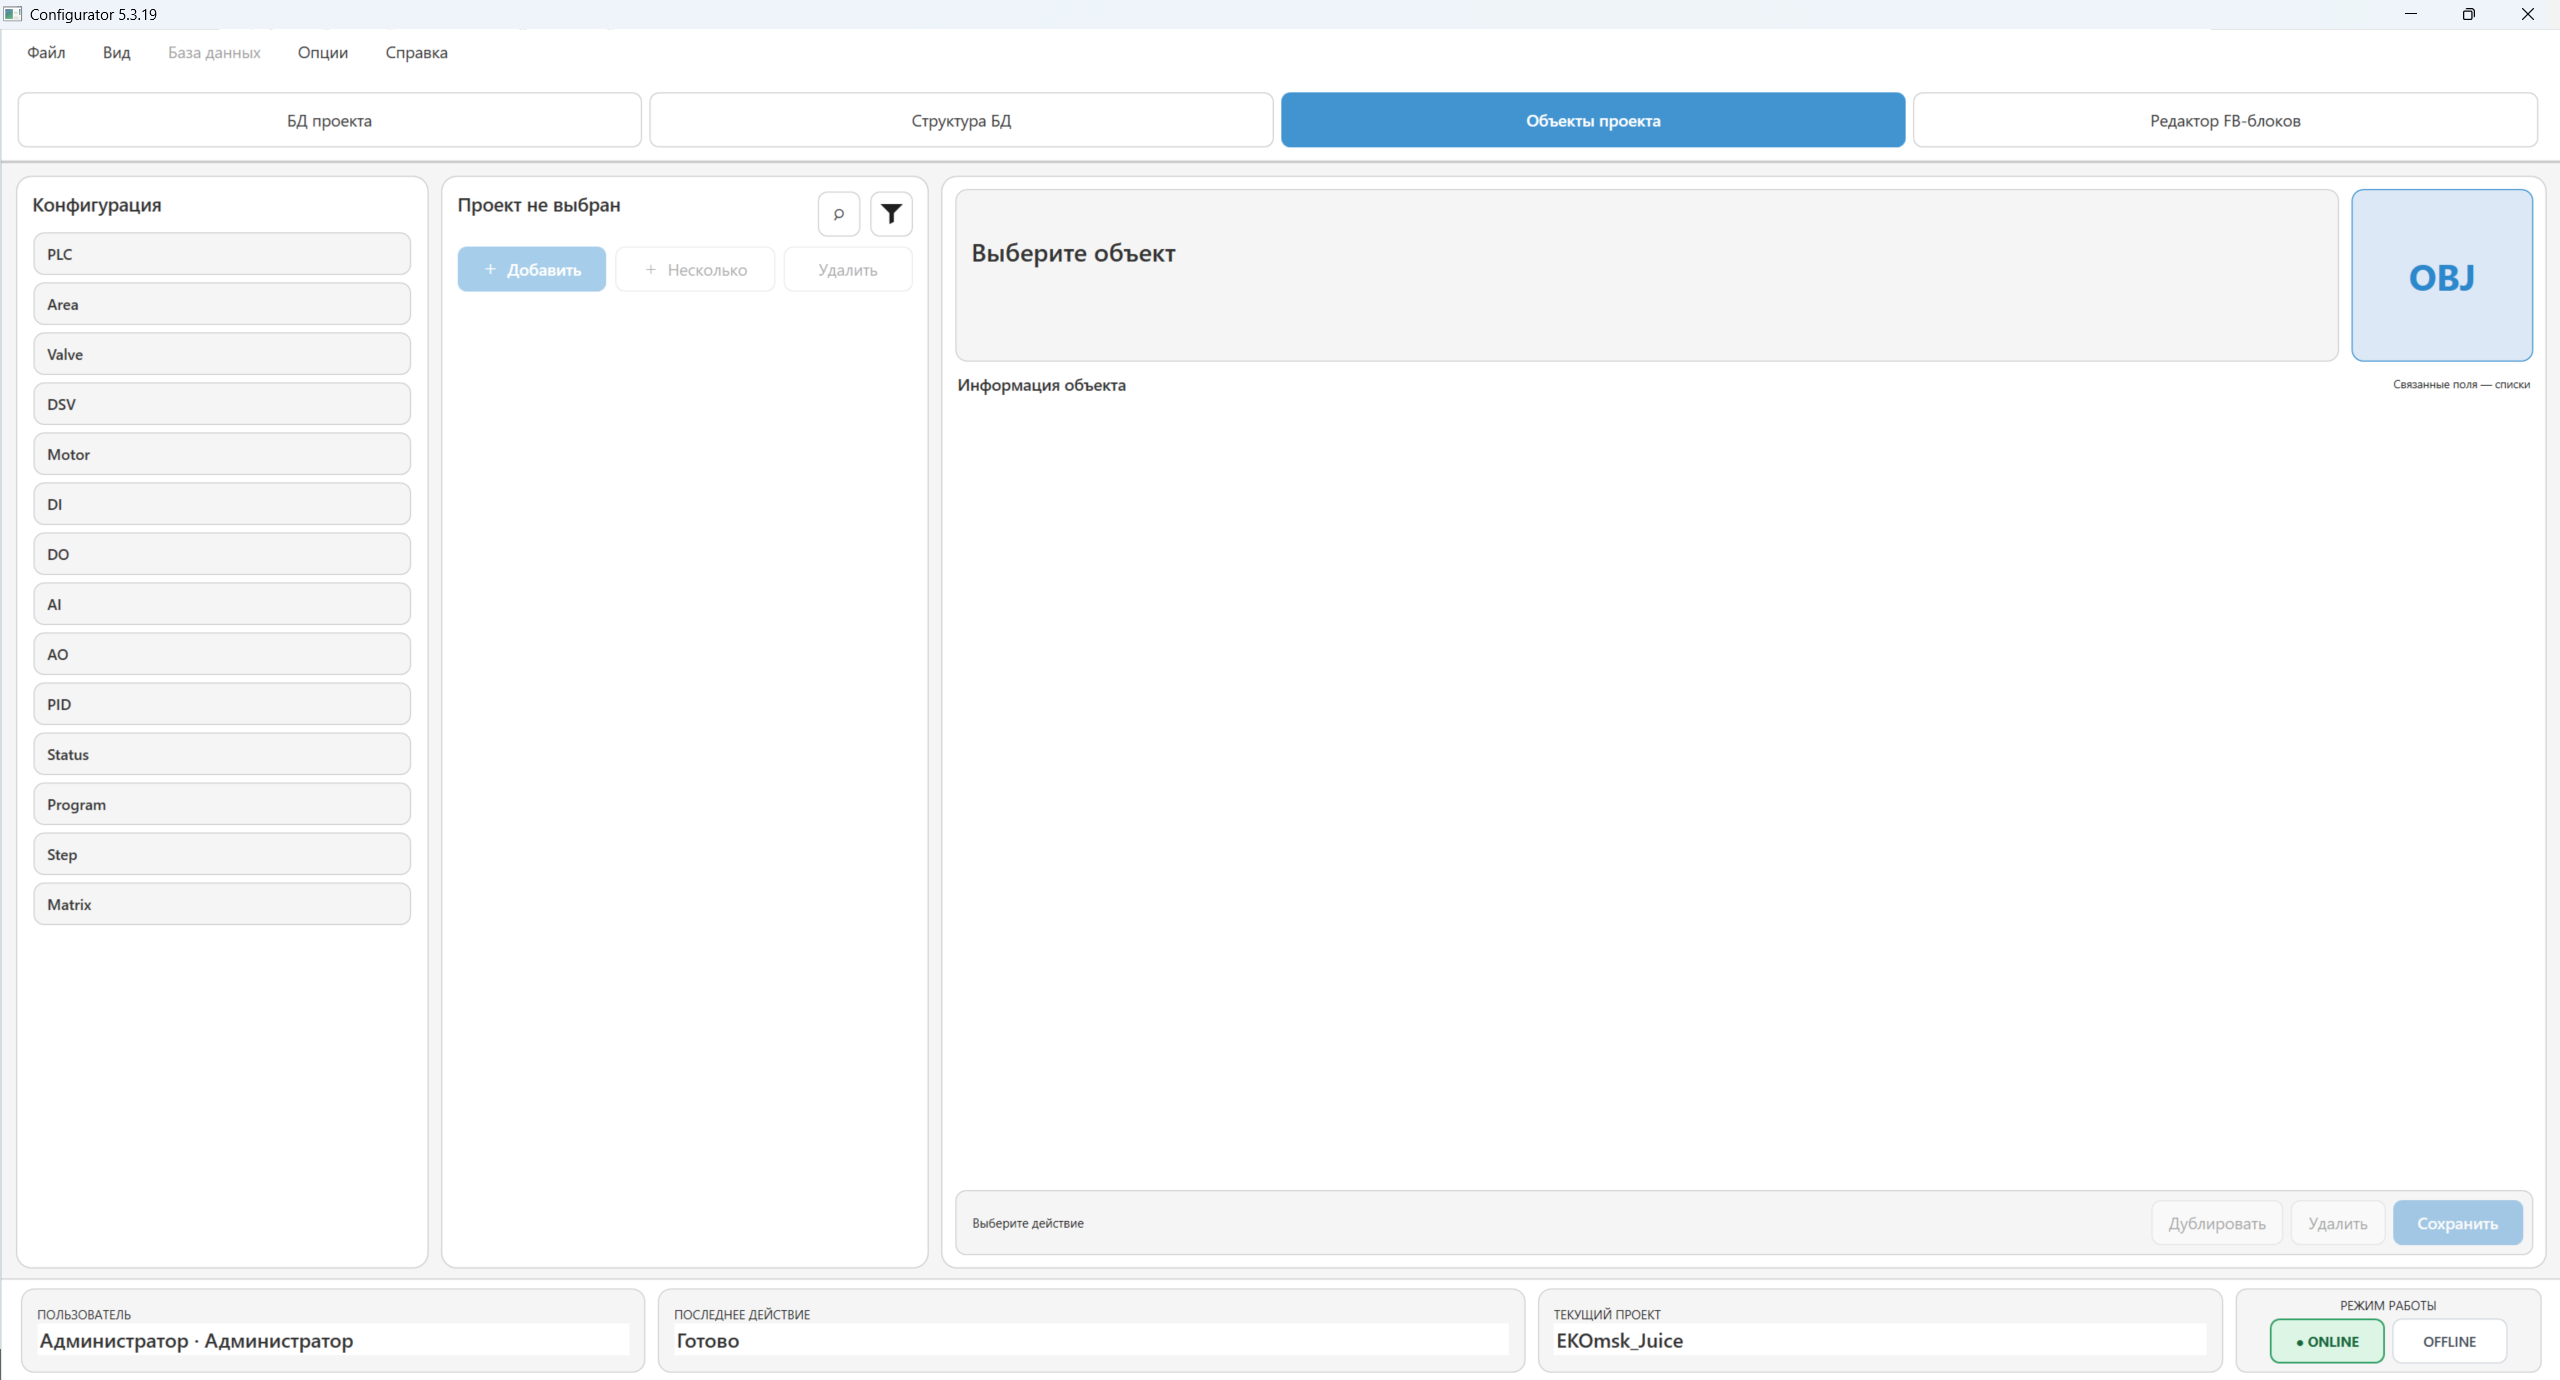 Configurator 5.3.19
Файл Вид База данных Опции Справка
БД проекта Структура БД Объекты проекта Редактор FB-блоков
Конфигурация
PLC
Area
Valve
DSV
Motor
DI
DO
AI
AO
PID
Status
Program
Step
Matrix
Проект не выбран
+ Добавить + Несколько Удалить
Выберите объект
OBJ
Информация объекта Связанные поля — списки
Выберите действие Дублировать Удалить Сохранить
ПОЛЬЗОВАТЕЛЬ
Администратор · Администратор
ПОСЛЕДНЕЕ ДЕЙСТВИЕ
Готово
ТЕКУЩИЙ ПРОЕКТ
EKOmsk_Juice
РЕЖИМ РАБОТЫ
• ONLINE OFFLINE